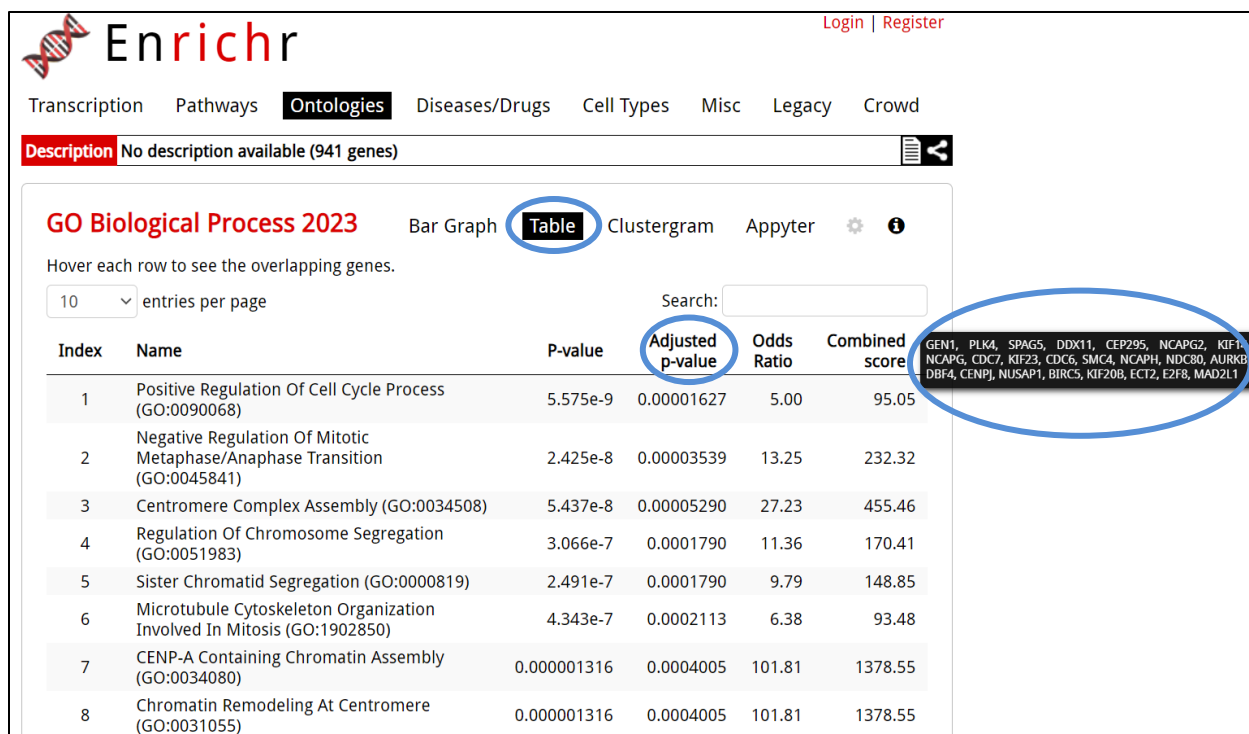 Login | Register
Enrichr
Transcription Pathways Ontologies Diseases/Drugs Cell Types Misc Legacy Crowd
Description No description available (941 genes)
GO Biological Process 2023 Bar Graph Table Clustergram Appyter
Hover each row to see the overlapping genes.
10 entries per page Search:
Index Name P-value Adjusted p-value Odds Ratio Combined score
GEN1, PLK4, SPAG5, DDX11, CEP295, NCAPG2, KIF14
NCAPG, CDC7, KIF23, CDC6, SMC4, NCAPH, NDC80, AURKB
DBF4, CENPJ, NUSAP1, BIRC5, KIF20B, ECT2, E2F8, MAD2L1
1 Positive Regulation Of Cell Cycle Process (GO:0090068) 5.575e-9 0.00001627 5.00 95.05
2 Negative Regulation Of Mitotic Metaphase/Anaphase Transition (GO:0045841) 2.425e-8 0.00003539 13.25 232.32
3 Centromere Complex Assembly (GO:0034508) 5.437e-8 0.00005290 27.23 455.46
4 Regulation Of Chromosome Segregation (GO:0051983) 3.066e-7 0.0001790 11.36 170.41
5 Sister Chromatid Segregation (GO:0000819) 2.491e-7 0.0001790 9.79 148.85
6 Microtubule Cytoskeleton Organization Involved In Mitosis (GO:1902850) 4.343e-7 0.0002113 6.38 93.48
7 CENP-A Containing Chromatin Assembly (GO:0034080) 0.000001316 0.0004005 101.81 1378.55
8 Chromatin Remodeling At Centromere (GO:0031055) 0.000001316 0.0004005 101.81 1378.55